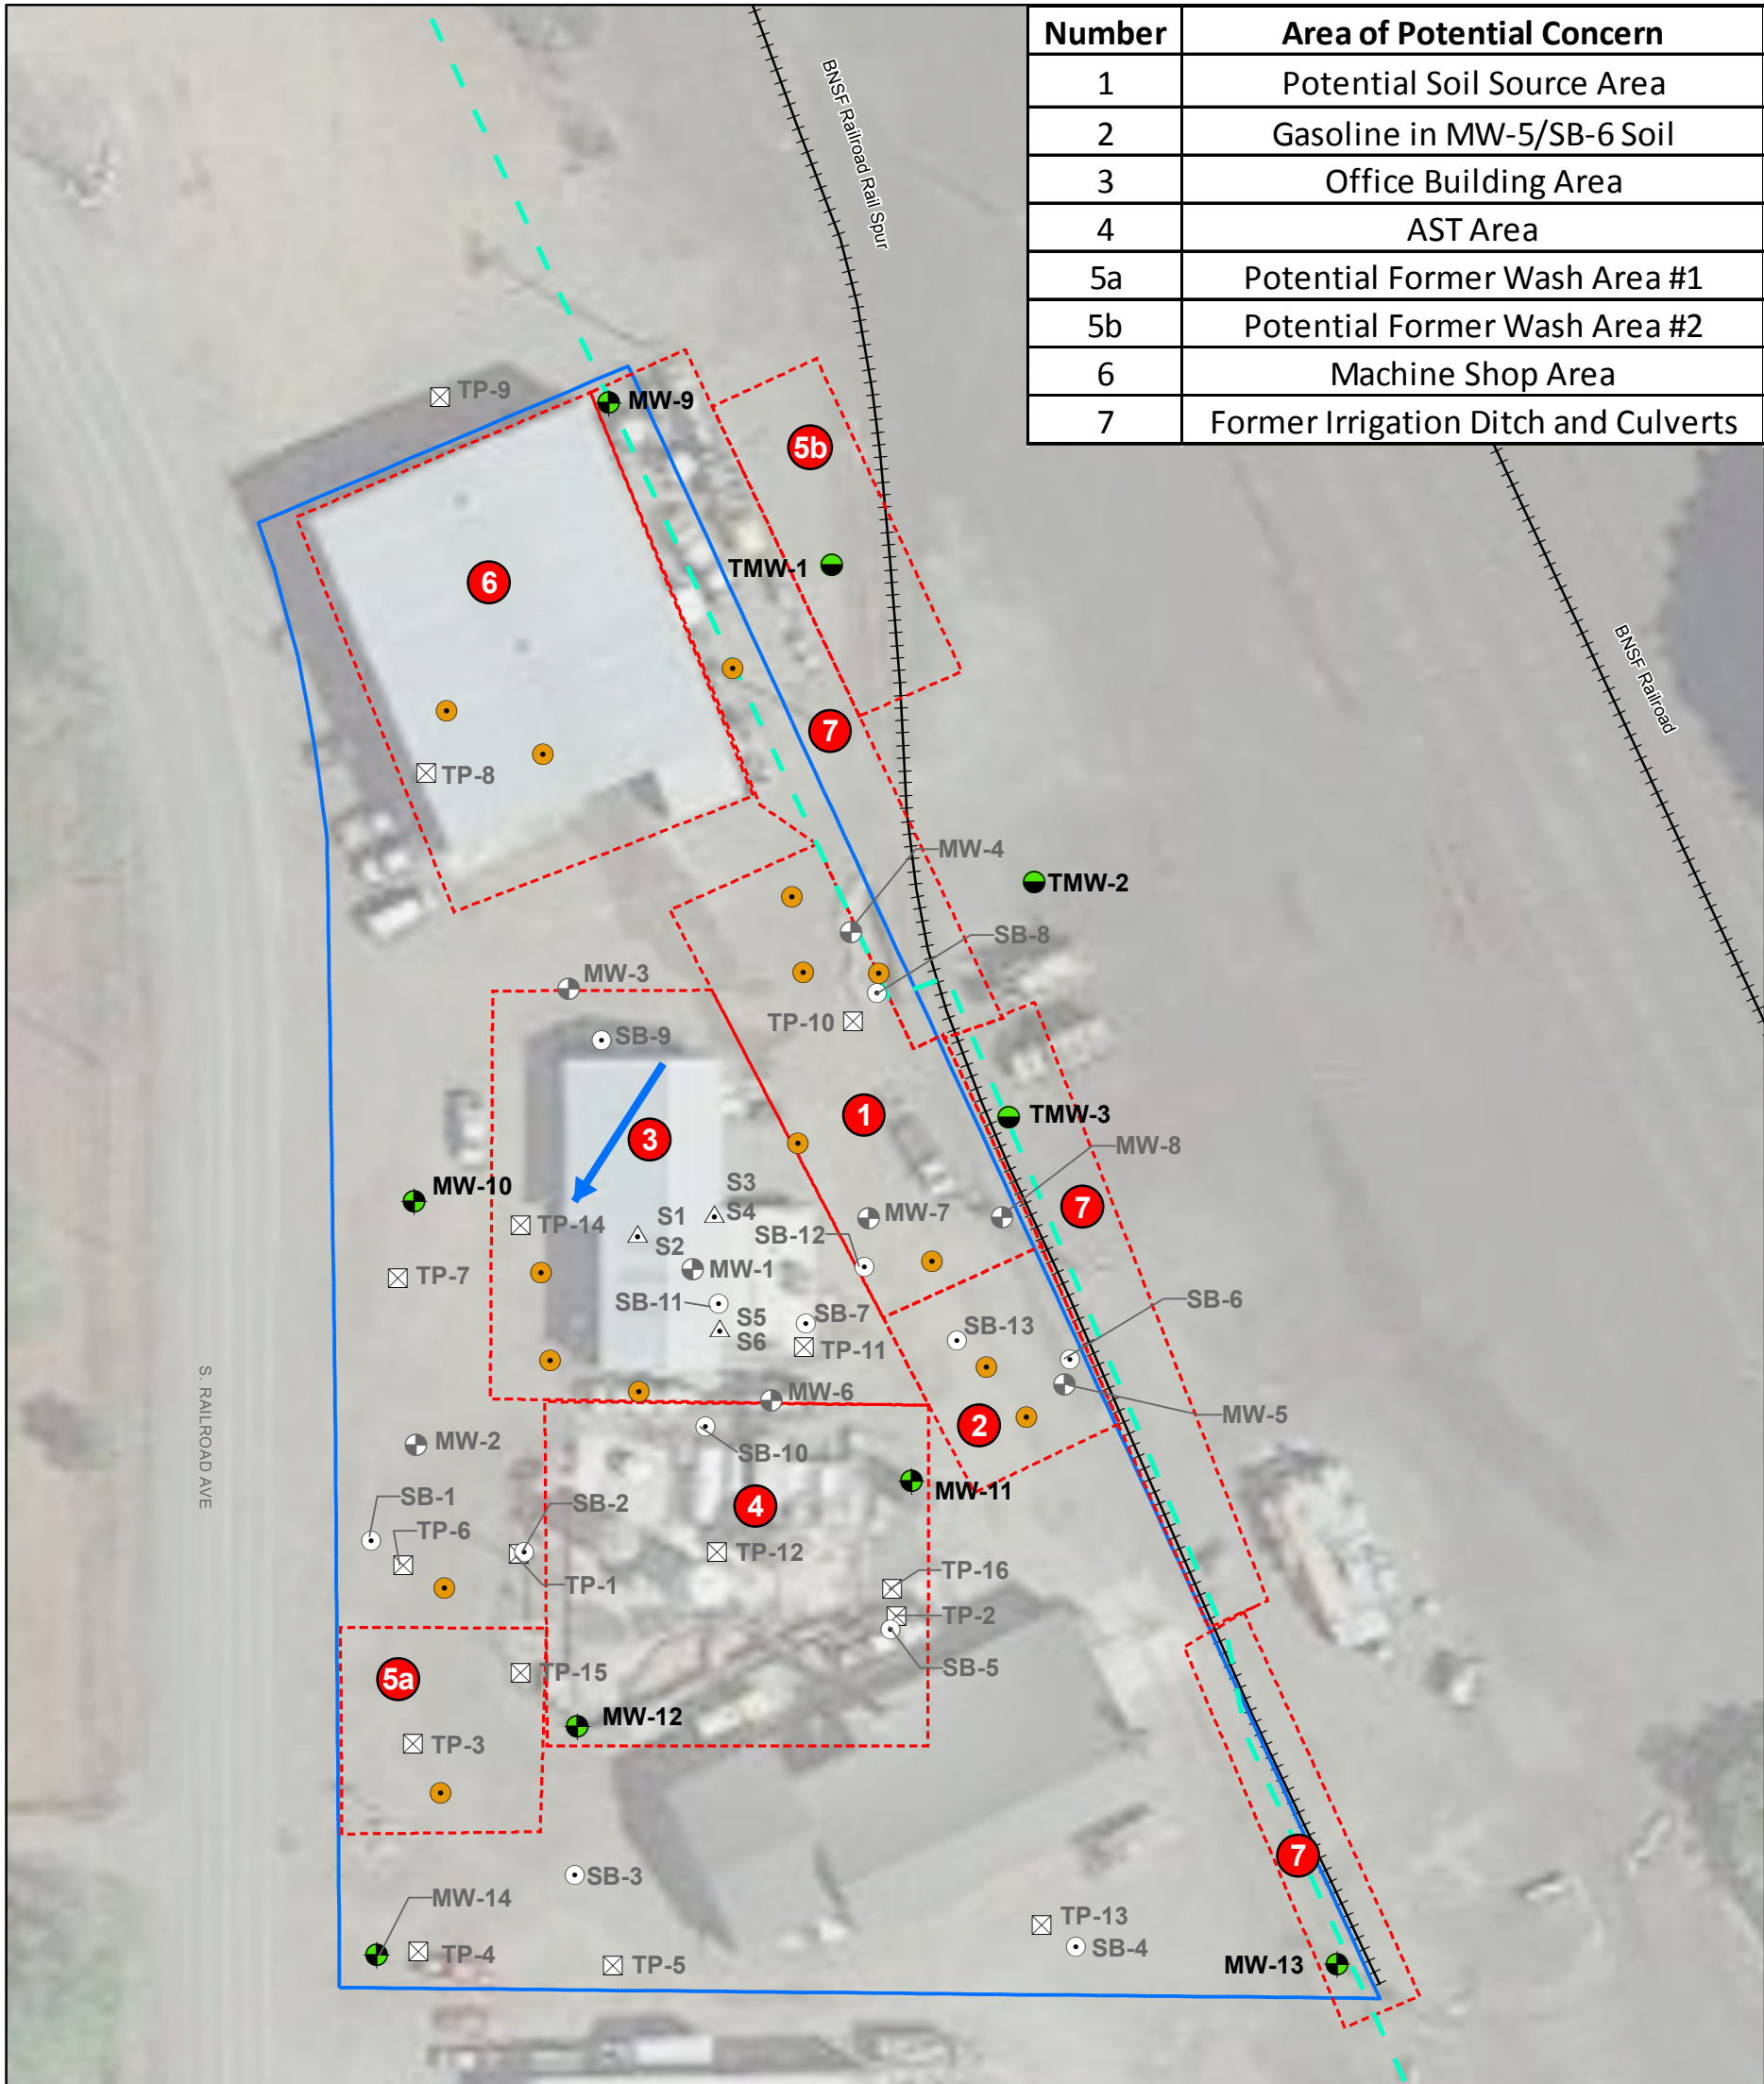 Number Area of Potential Concern
1 Potential Soil Source Area
2 Gasoline in MW-5/SB-6 Soil
3 Office Building Area
4 AST Area
5a Potential Former Wash Area #1
5b Potential Former Wash Area #2
6 Machine Shop Area
7 Former Irrigation Ditch and Culverts
BNSF Railroad Rail Spur
TP-9
MW-9
5b
TMW-1
6
BNSF Railroad
7
TP-8
MW-4
TMW-2
SB-8
MW-3
TP-10
SB-9
1
TMW-3
3
MW-8
MW-10
S3
S4
7
TP-14
S1
S2
MW-7
SB-12
MW-1
TP-7
SB-11
SB-6
S5
S6
SB-7
SB-13
TP-11
MW-6
MW-5
2
S. RAILROAD AVE
MW-2
SB-10
MW-11
SB-1
SB-2
4
TP-6
TP-12
TP-16
TP-1
TP-2
SB-5
5a
TP-15
MW-12
TP-3
7
SB-3
MW-14
TP-13
TP-4
SB-4
TP-5
MW-13